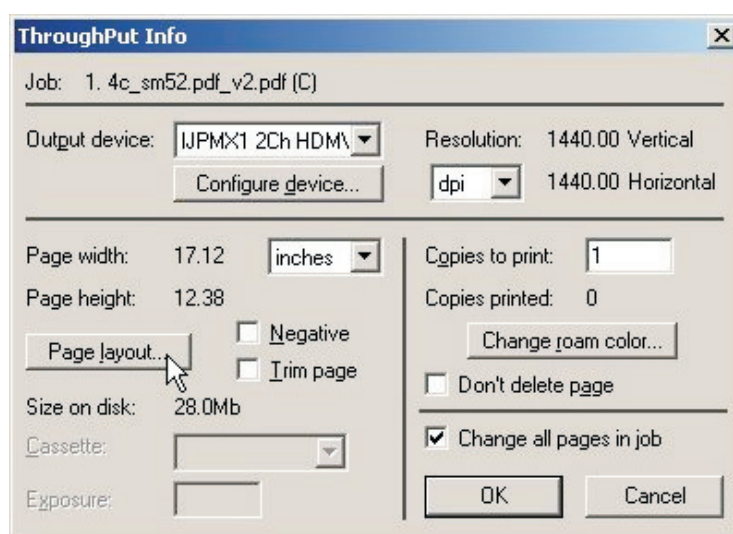 ThroughPut Info
Job: 1. 4c_sm52.pdf_v2.pdf (C)
Output device: IJPMX1 2Ch HDM\
Configure device...
Resolution: 1440.00 Vertical
dpi 1440.00 Horizontal
Page width: 17.12 inches
Page height: 12.38
Page layout...
Negative
Trim page
Size on disk: 28.0Mb
Cassette:
Exposure:
Copies to print: 1
Copies printed: 0
Change roam color...
Don't delete page
Change all pages in job
OK Cancel